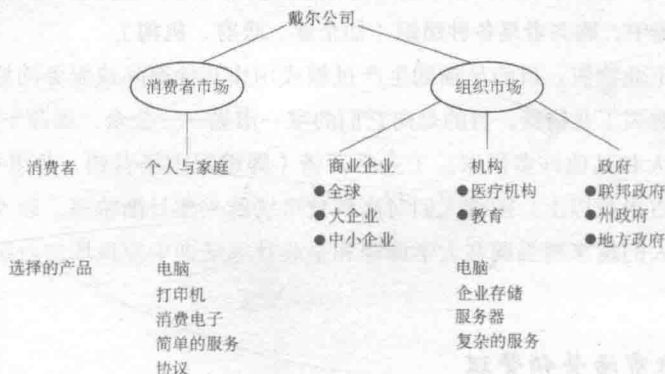 戴尔公司
消费者市场 组织市场
消费者 个人与家庭 商业企业 机构 政府
●全球 ●医疗机构 ●联邦政府
●大企业 ●教育 ●州政府
●中小企业 ●地方政府
选择的产品 电脑 电脑
打印机 企业存储
消费电子 服务器
简单的服务 复杂的服务
协议